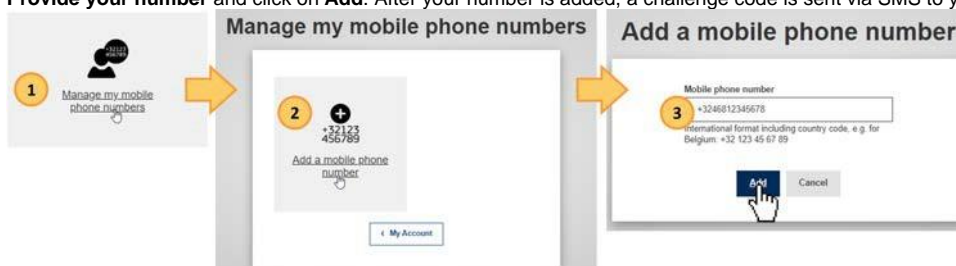 Provide your number and click on Add. After your number is added, a challenge code is sent via SMS to y
Manage my mobile phone numbers
Add a mobile phone number
+32123
456789
1
Manage my mobile
phone numbers
2
+32123
456789
Add a mobile phone
number
‹ My Account
Mobile phone number
3
+3246812345678
International format including country code, e.g. for
Belgium: +32 123 45 67 89
Add
Cancel